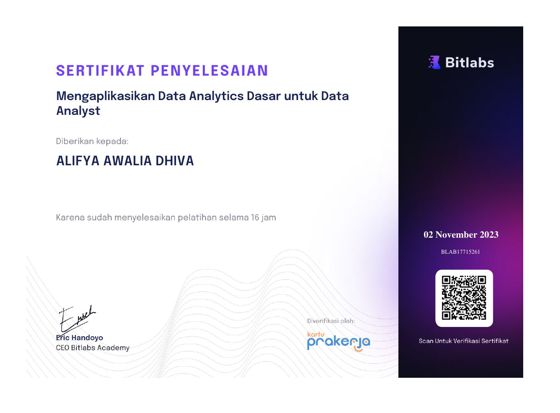 SERTIFIKAT PENYELESAIAN
Mengaplikasikan Data Analytics Dasar untuk Data
Analyst
Diberikan kepada:
ALIFYA AWALIA DHIVA
Karena sudah menyelesaikan pelatihan selama 16 jam
Eric Handoyo
CEO Bitlabs Academy
Diverifikasi oleh:
kartu
prakerja
Bitlabs
02 November 2023
BLAB17715261
Scan Untuk Verifikasi Sertifikat